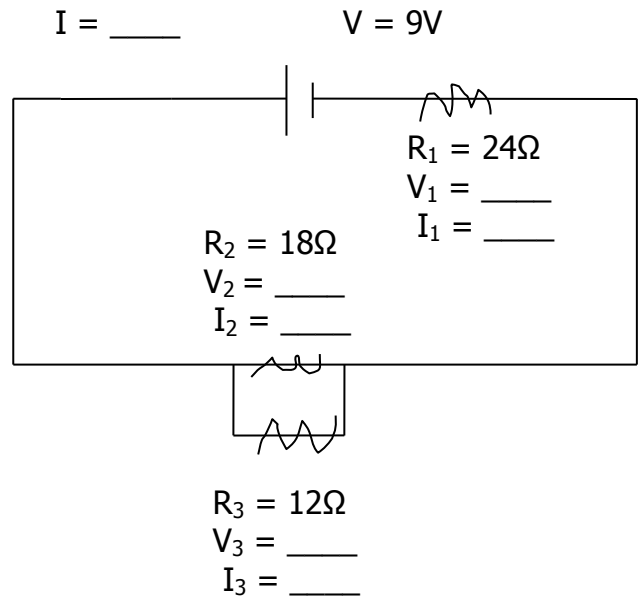 I = ____ V = 9V
R₁ = 24Ω
V₁ = ____
I₁ = ____
R₂ = 18Ω
V₂ = ____
I₂ = ____
R₃ = 12Ω
V₃ = ____
I₃ = ____